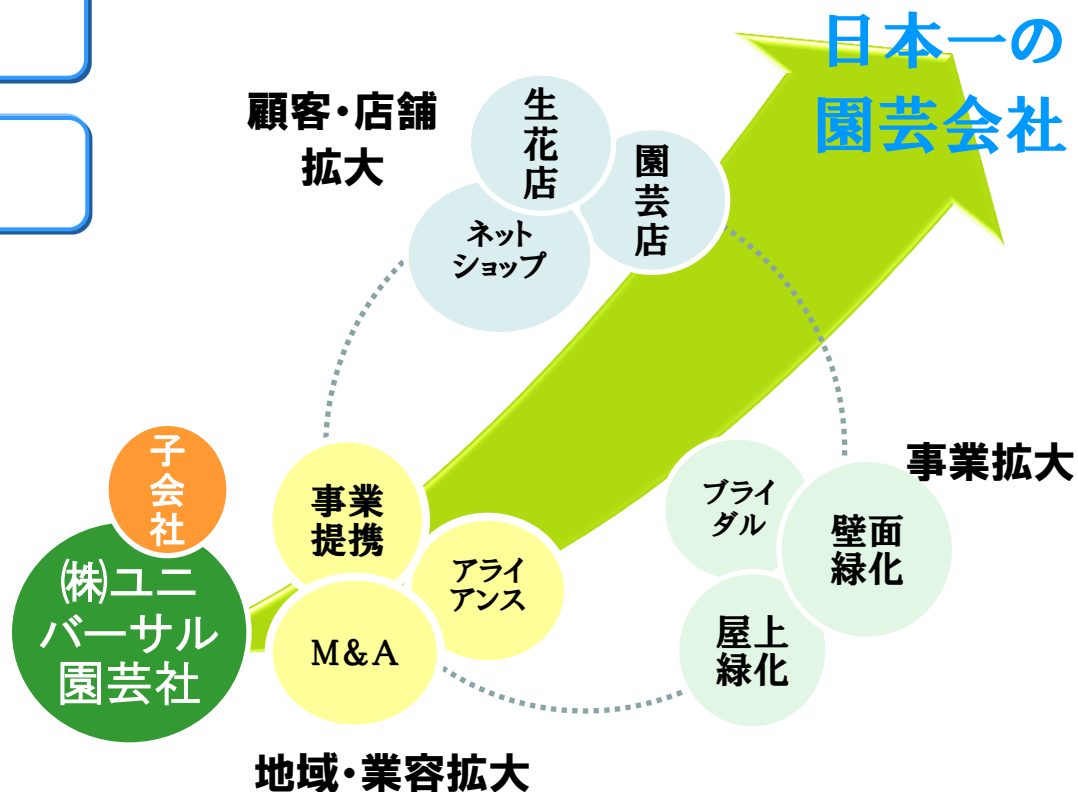 日本一の
園芸会社
顧客・店舗
拡大
生
花
店
園
芸
店
ネット
ショップ
事業拡大
ブライ
ダル
壁面
緑化
屋上
緑化
子
会
社
㈱ユニ
バーサル
園芸社
事業
提携
アライ
アンス
M&A
地域・業容拡大